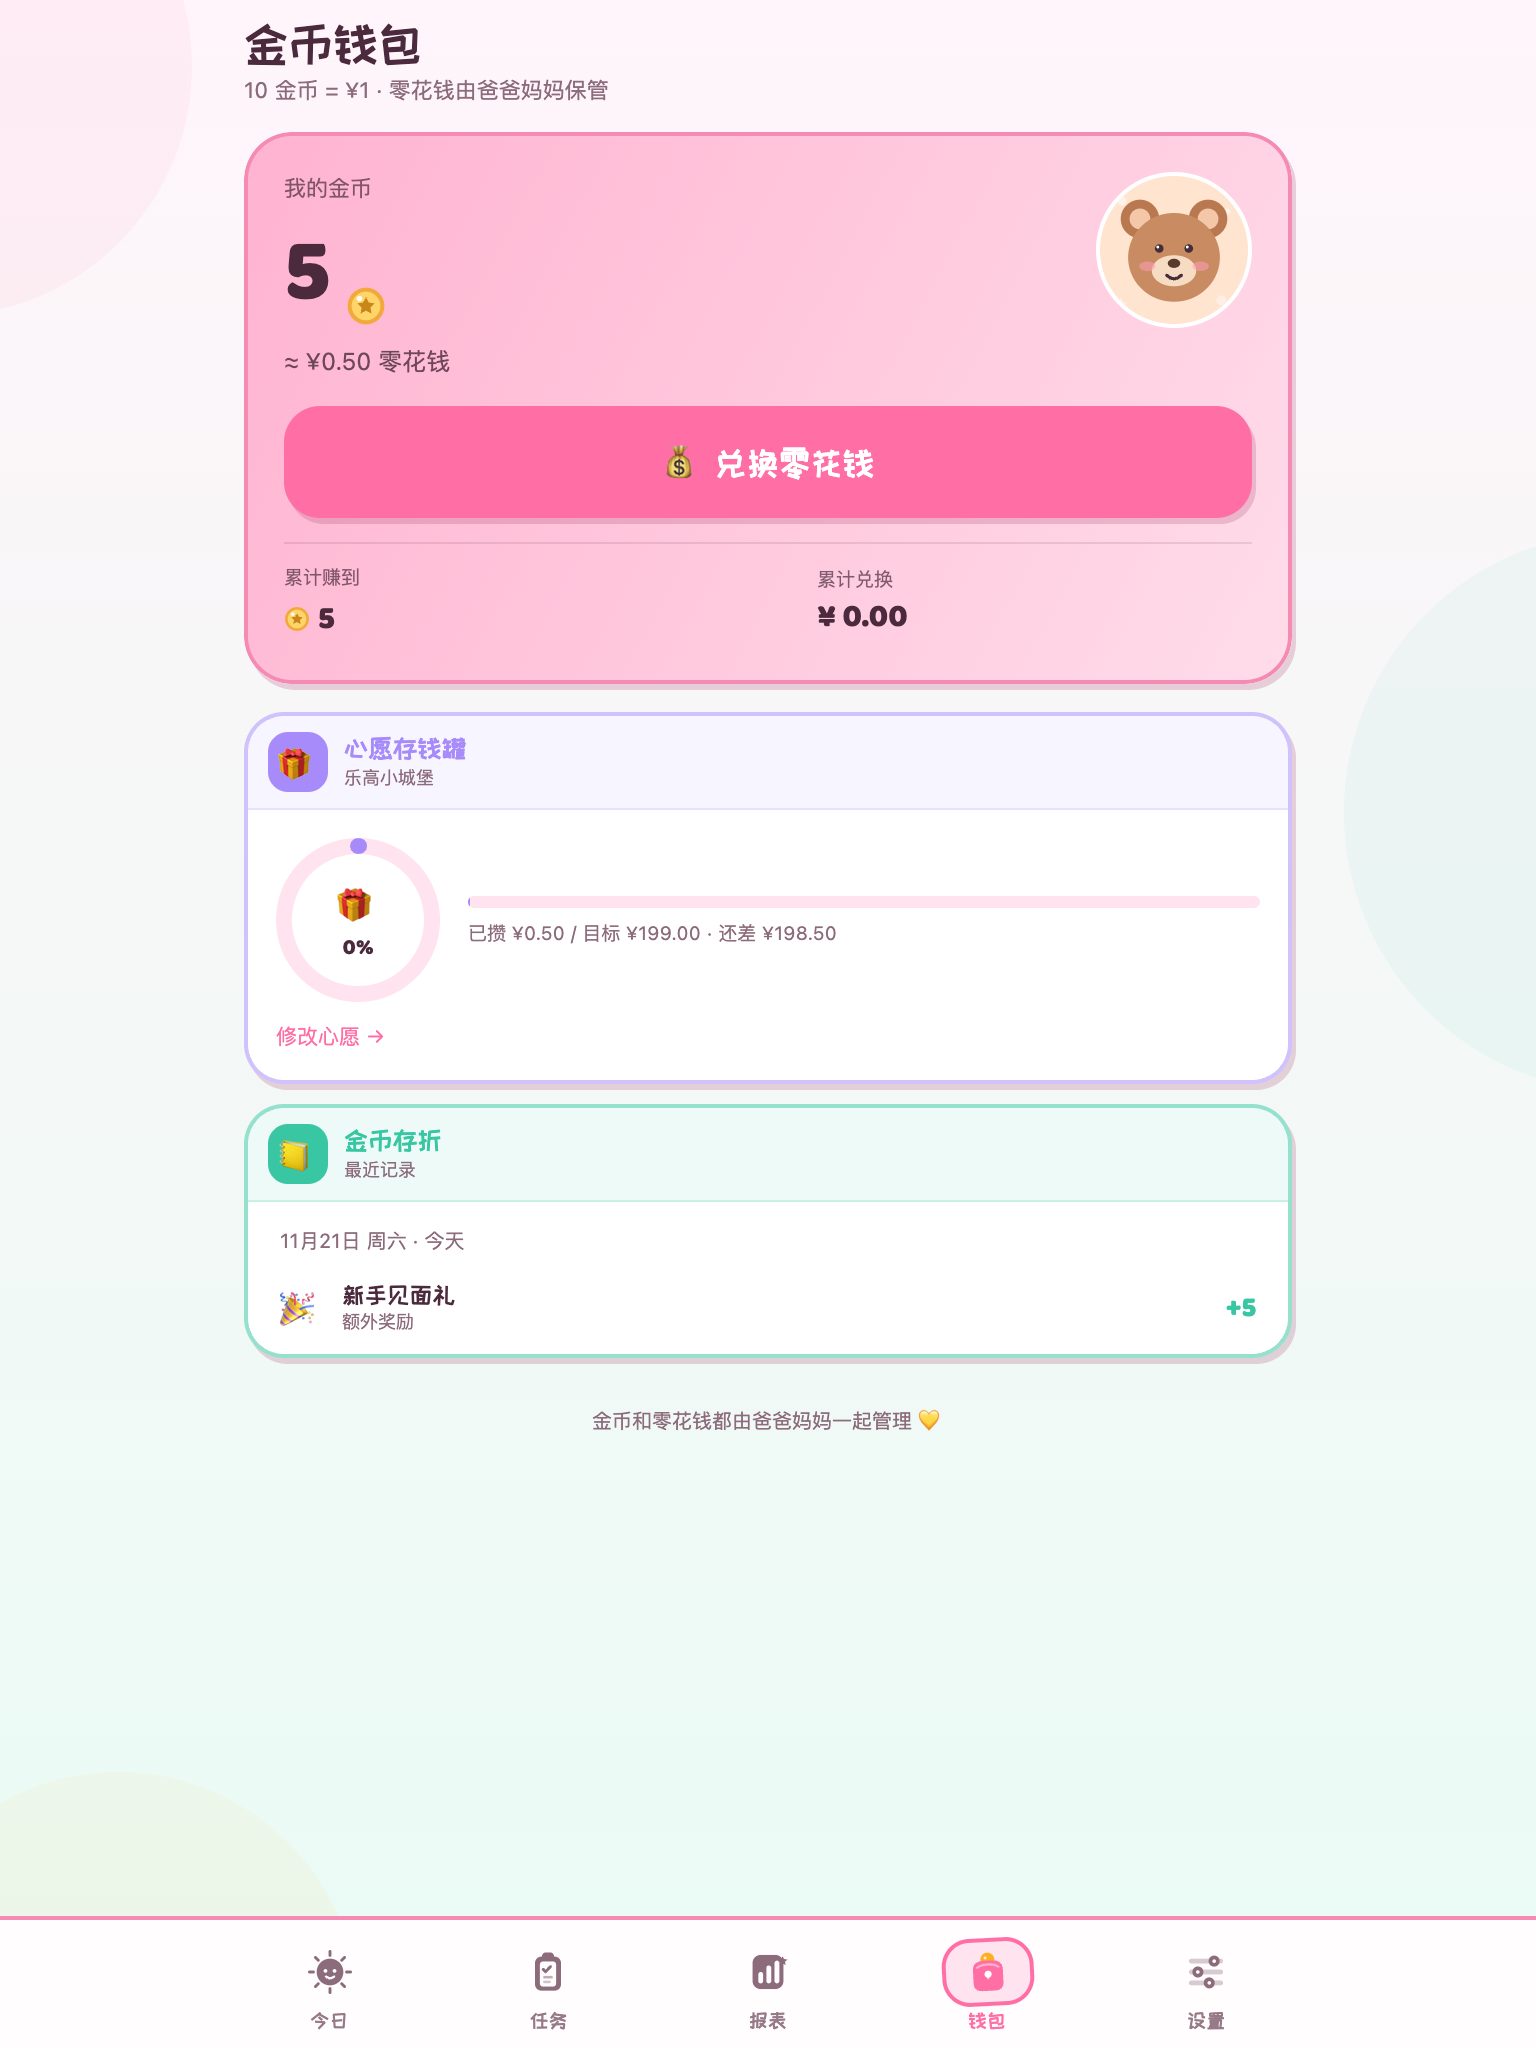 金币钱包
10 金币 = ¥1 · 零花钱由爸爸妈妈保管
我的金币
5
≈ ¥0.50 零花钱
兑换零花钱
累计赚到
5
累计兑换
¥ 0.00
心愿存钱罐
乐高小城堡
0%
已攒 ¥0.50 / 目标 ¥199.00 · 还差 ¥198.50
修改心愿 →
金币存折
最近记录
11月21日 周六 · 今天
新手见面礼
额外奖励
+5
金币和零花钱都由爸爸妈妈一起管理 💛
今日
任务
报表
钱包
设置